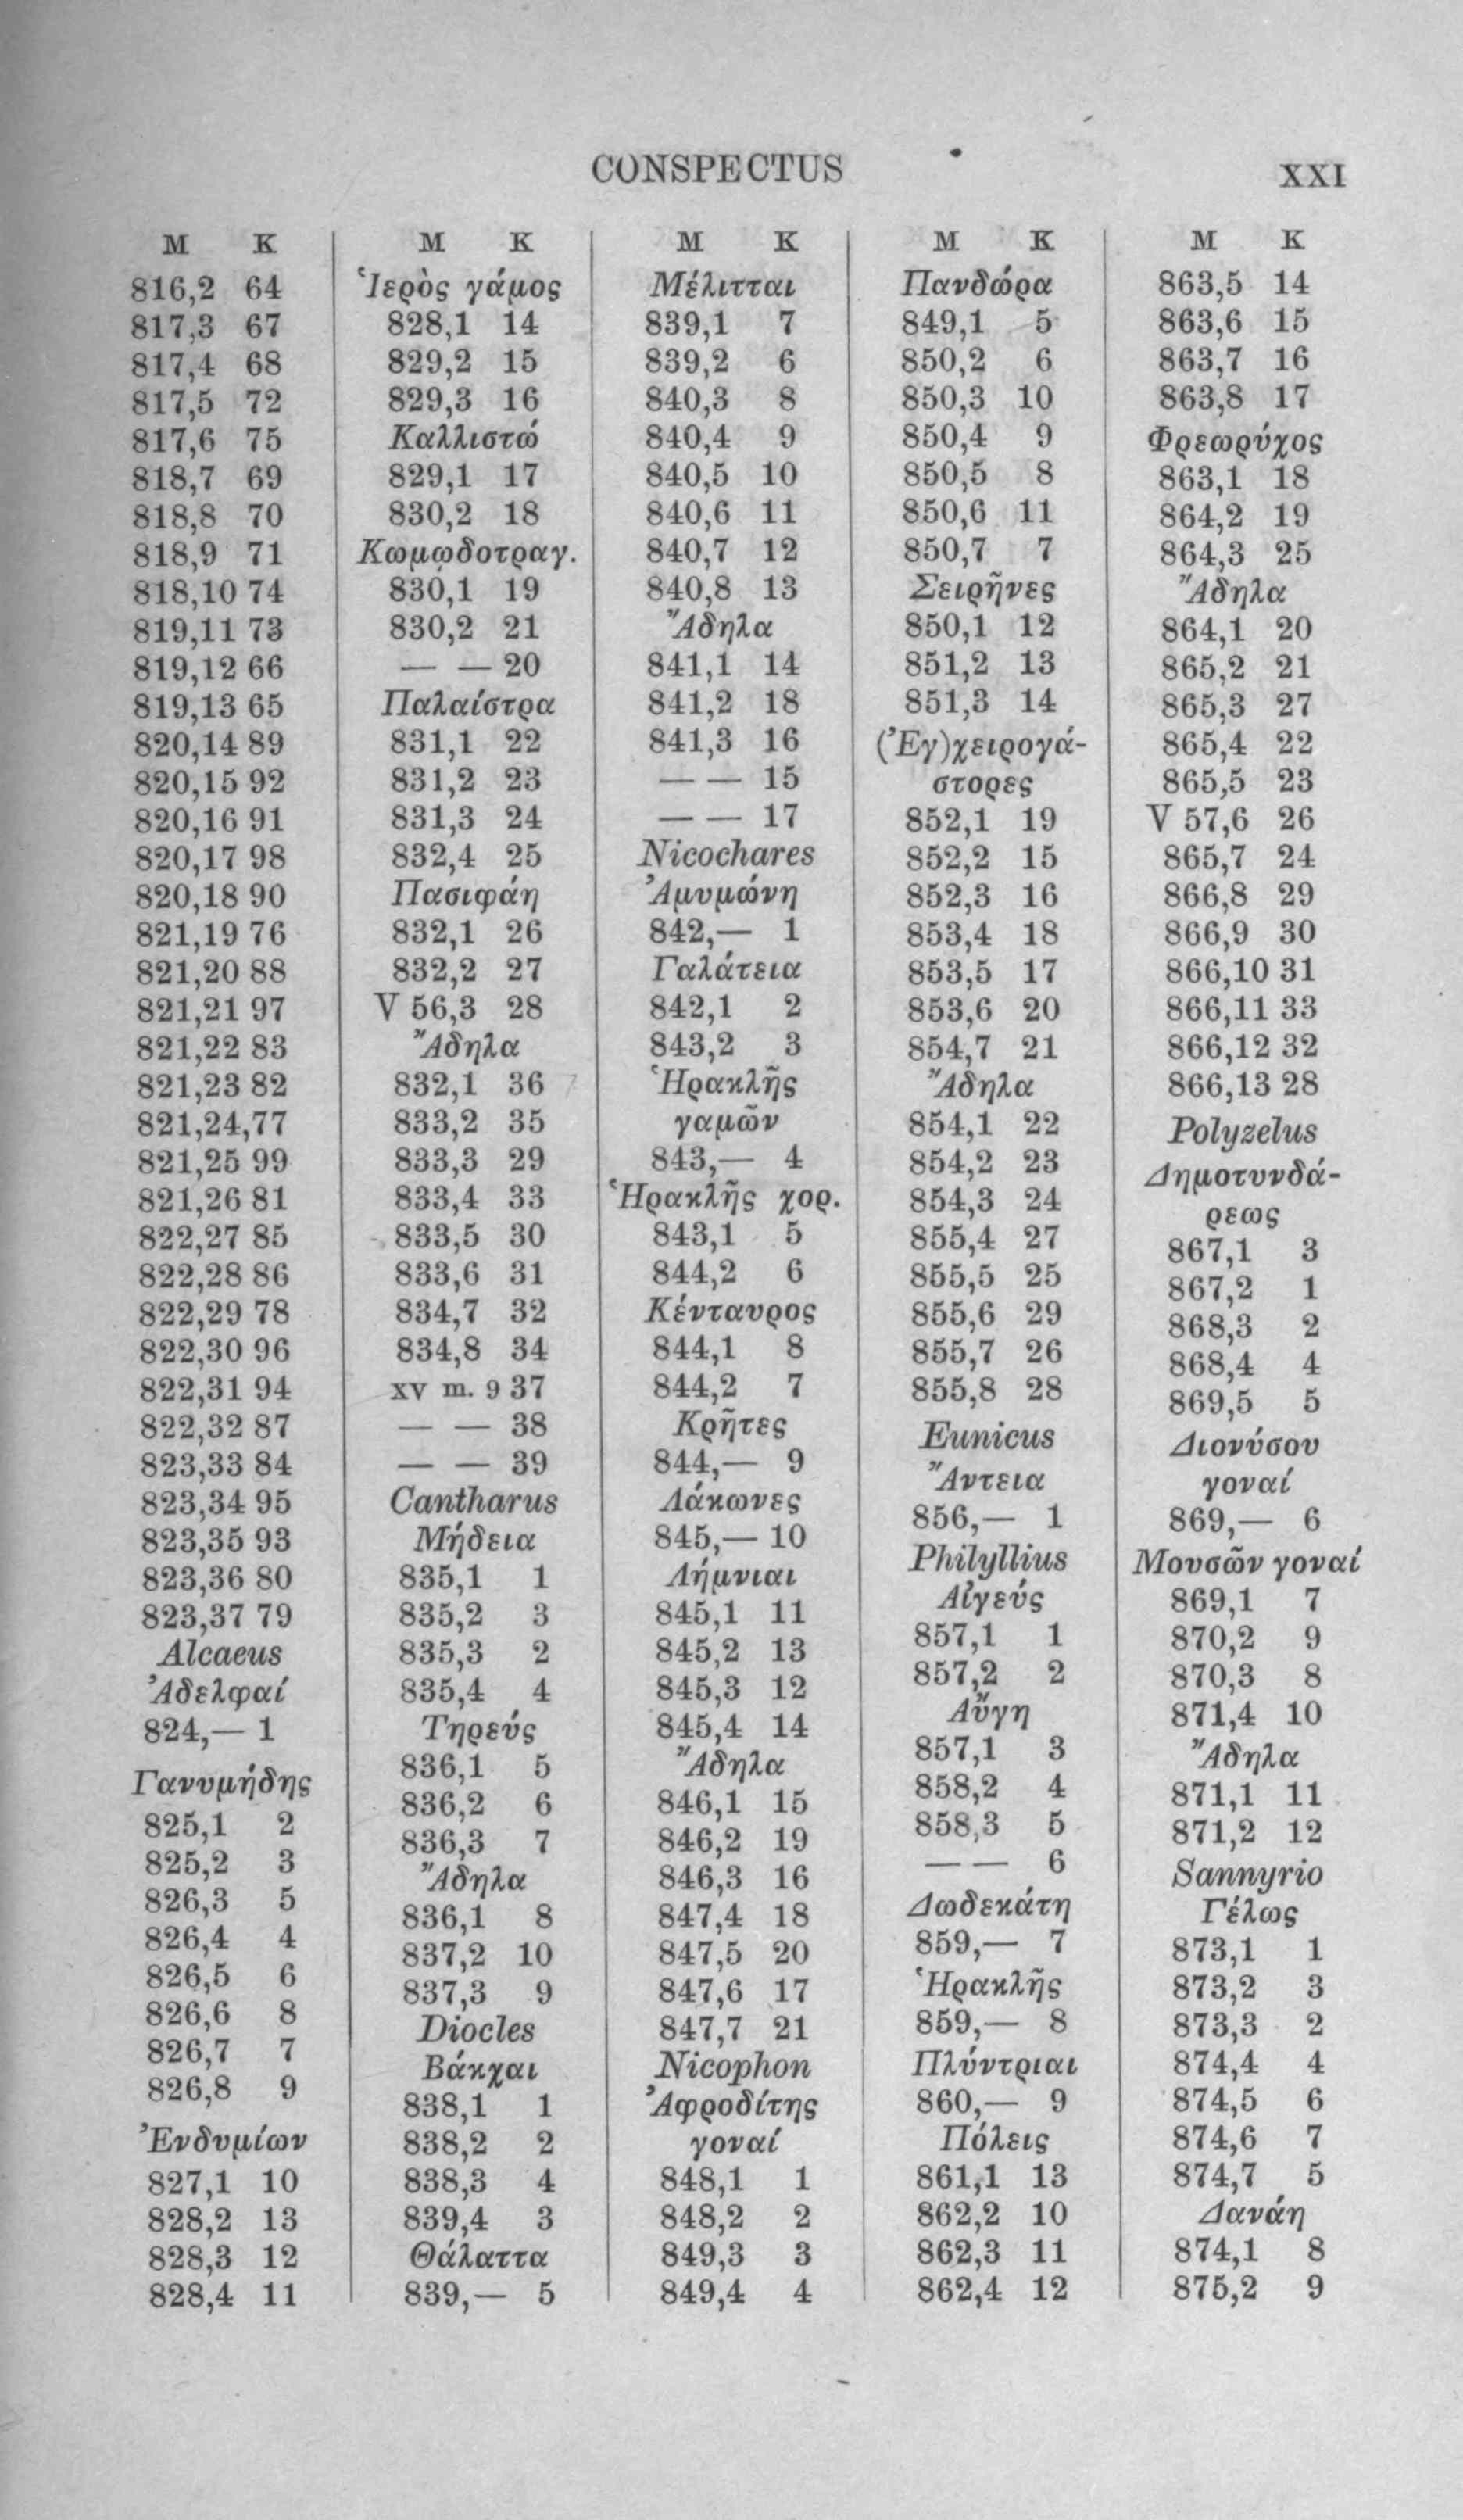 CONSPECTUS XXI
M K
816,2 64
817,3 67
817,4 68
817,5 72
817,6 75
818,7 69
818,8 70
818,9 71
818,10 74
819,11 73
819,12 66
819,13 65
820,14 89
820,15 92
820,16 91
820,17 98
820,18 90
821,19 76
821,20 88
821,21 97
821,22 83
821,23 82
821,24,77
821,25 99
821,26 81
822,27 85
822,28 86
822,29 78
822,30 96
822,31 94
822,32 87
823,33 84
823,34 95
823,35 93
823,36 80
823,37 79
Alcaeus
Ἀδελφαί
824,— 1
Γανυμήδης
825,1 2
825,2 3
826,3 5
826,4 4
826,5 6
826,6 8
826,7 7
826,8 9
Ἐνδυμίων
827,1 10
828,2 13
828,3 12
828,4 11
M K
Ἱερὸς γάμος
828,1 14
829,2 15
829,3 16
Καλλιστώ
829,1 17
830,2 18
Κωμῳδοτραγ.
830,1 19
830,2 21
— — 20
Παλαίστρα
831,1 22
831,2 23
831,3 24
832,4 25
Πασιφάη
832,1 26
832,2 27
V 56,3 28
Ἄδηλα
832,1 36
833,2 35
833,3 29
833,4 33
833,5 30
833,6 31
834,7 32
834,8 34
xv m. 9 37
— — 38
— — 39
Cantharus
Μήδεια
835,1 1
835,2 3
835,3 2
835,4 4
Τηρεύς
836,1 5
836,2 6
836,3 7
Ἄδηλα
836,1 8
837,2 10
837,3 9
Diocles
Βάκχαι
838,1 1
838,2 2
838,3 4
839,4 3
Θάλαττα
839,— 5
M K
Μέλιτται
839,1 7
839,2 6
840,3 8
840,4 9
840,5 10
840,6 11
840,7 12
840,8 13
Ἄδηλα
841,1 14
841,2 18
841,3 16
— — 15
— — 17
Nicochares
Ἀμυμώνη
842,— 1
Γαλάτεια
842,1 2
843,2 3
Ἡρακλῆς
γαμῶν
843,— 4
Ἡρακλῆς χορ.
843,1 5
844,2 6
Κένταυρος
844,1 8
844,2 7
Κρῆτες
844,— 9
Λάκωνες
845,— 10
Λήμνιαι
845,1 11
845,2 13
845,3 12
845,4 14
Ἄδηλα
846,1 15
846,2 19
846,3 16
847,4 18
847,5 20
847,6 17
847,7 21
Nicophon
Ἀφροδίτης
γοναί
848,1 1
848,2 2
849,3 3
849,4 4
M K
Πανδώρα
849,1 5
850,2 6
850,3 10
850,4 9
850,5 8
850,6 11
850,7 7
Σειρῆνες
850,1 12
851,2 13
851,3 14
(Ἐγ)χειρογά-
στορες
852,1 19
852,2 15
852,3 16
853,4 18
853,5 17
853,6 20
854,7 21
Ἄδηλα
854,1 22
854,2 23
854,3 24
855,4 27
855,5 25
855,6 29
855,7 26
855,8 28
Eunicus
Ἄντεια
856,— 1
Philyllius
Αἰγεύς
857,1 1
857,2 2
Αὔγη
857,1 3
858,2 4
858,3 5
— — 6
Δωδεκάτη
859,— 7
Ἡρακλῆς
859,— 8
Πλύντριαι
860,— 9
Πόλεις
861,1 13
862,2 10
862,3 11
862,4 12
M K
863,5 14
863,6 15
863,7 16
863,8 17
Φρεωρύχος
863,1 18
864,2 19
864,3 25
Ἄδηλα
864,1 20
865,2 21
865,3 27
865,4 22
865,5 23
V 57,6 26
865,7 24
866,8 29
866,9 30
866,10 31
866,11 33
866,12 32
866,13 28
Polyzelus
Δημοτυνδά-
ρεως
867,1 3
867,2 1
868,3 2
868,4 4
869,5 5
Διονύσου
γοναί
869,— 6
Μουσῶν γοναί
869,1 7
870,2 9
870,3 8
871,4 10
Ἄδηλα
871,1 11
871,2 12
Sannyrio
Γέλως
873,1 1
873,2 3
873,3 2
874,4 4
874,5 6
874,6 7
874,7 5
Δανάη
874,1 8
875,2 9